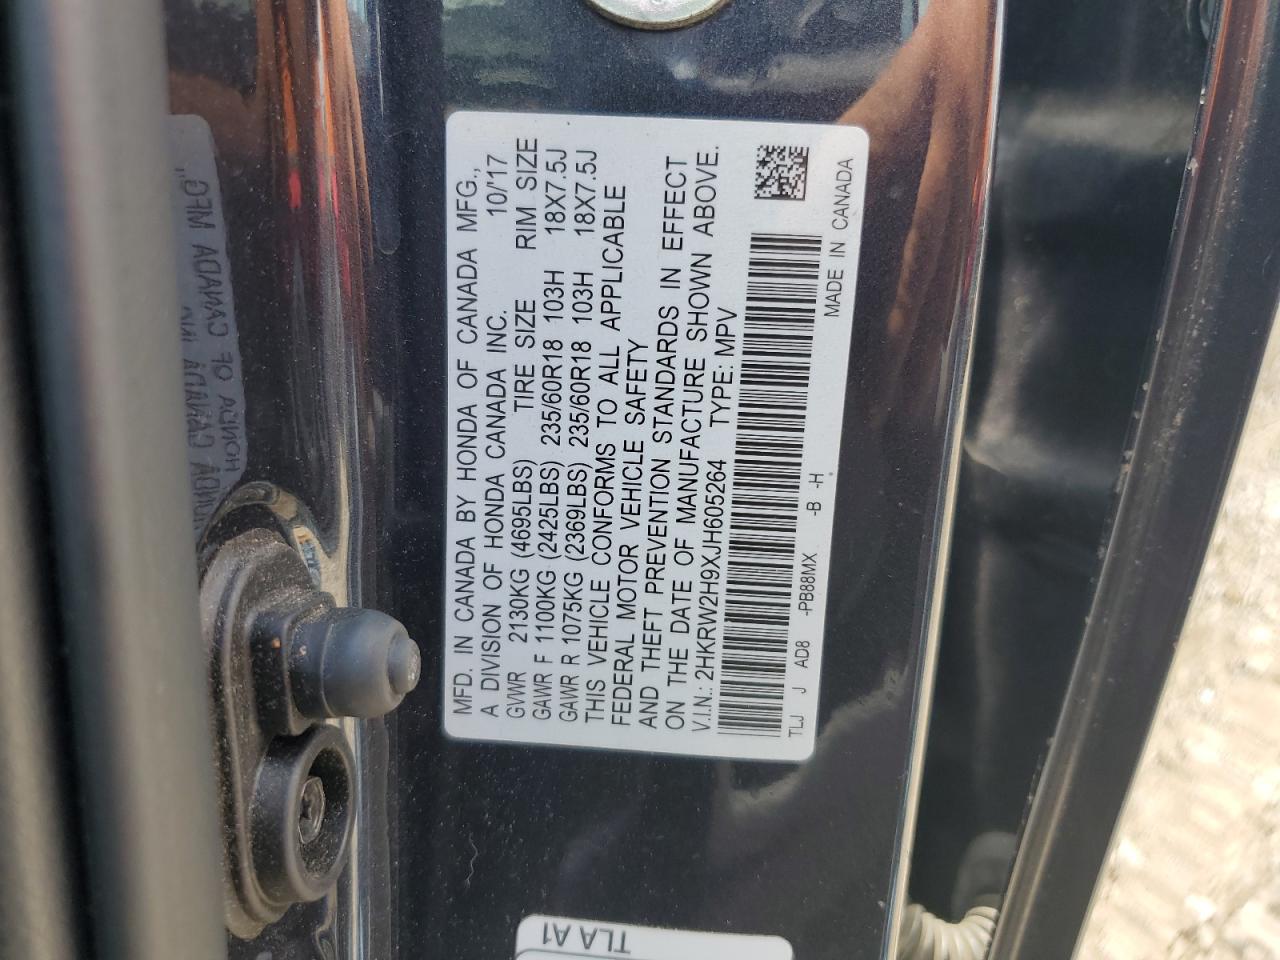 MFD. IN CANADA BY HONDA OF CANADA MFG.,
A DIVISION OF HONDA CANADA INC. 10/17
GVWR 2130KG (4695LBS) TIRE SIZE RIM SIZE
GAWR F 1100KG (2425LBS) 235/60R18 103H 18X7.5J
GAWR R 1075KG (2369LBS) 235/60R18 103H 18X7.5J
THIS VEHICLE CONFORMS TO ALL APPLICABLE
FEDERAL MOTOR VEHICLE SAFETY
AND THEFT PREVENTION STANDARDS IN EFFECT
ON THE DATE OF MANUFACTURE SHOWN ABOVE.
V.I.N.: 2HKRW2H9XJH605264 TYPE: MPV
TLJ J AD8 -PB88MX -B -H MADE IN CANADA
TLA A1